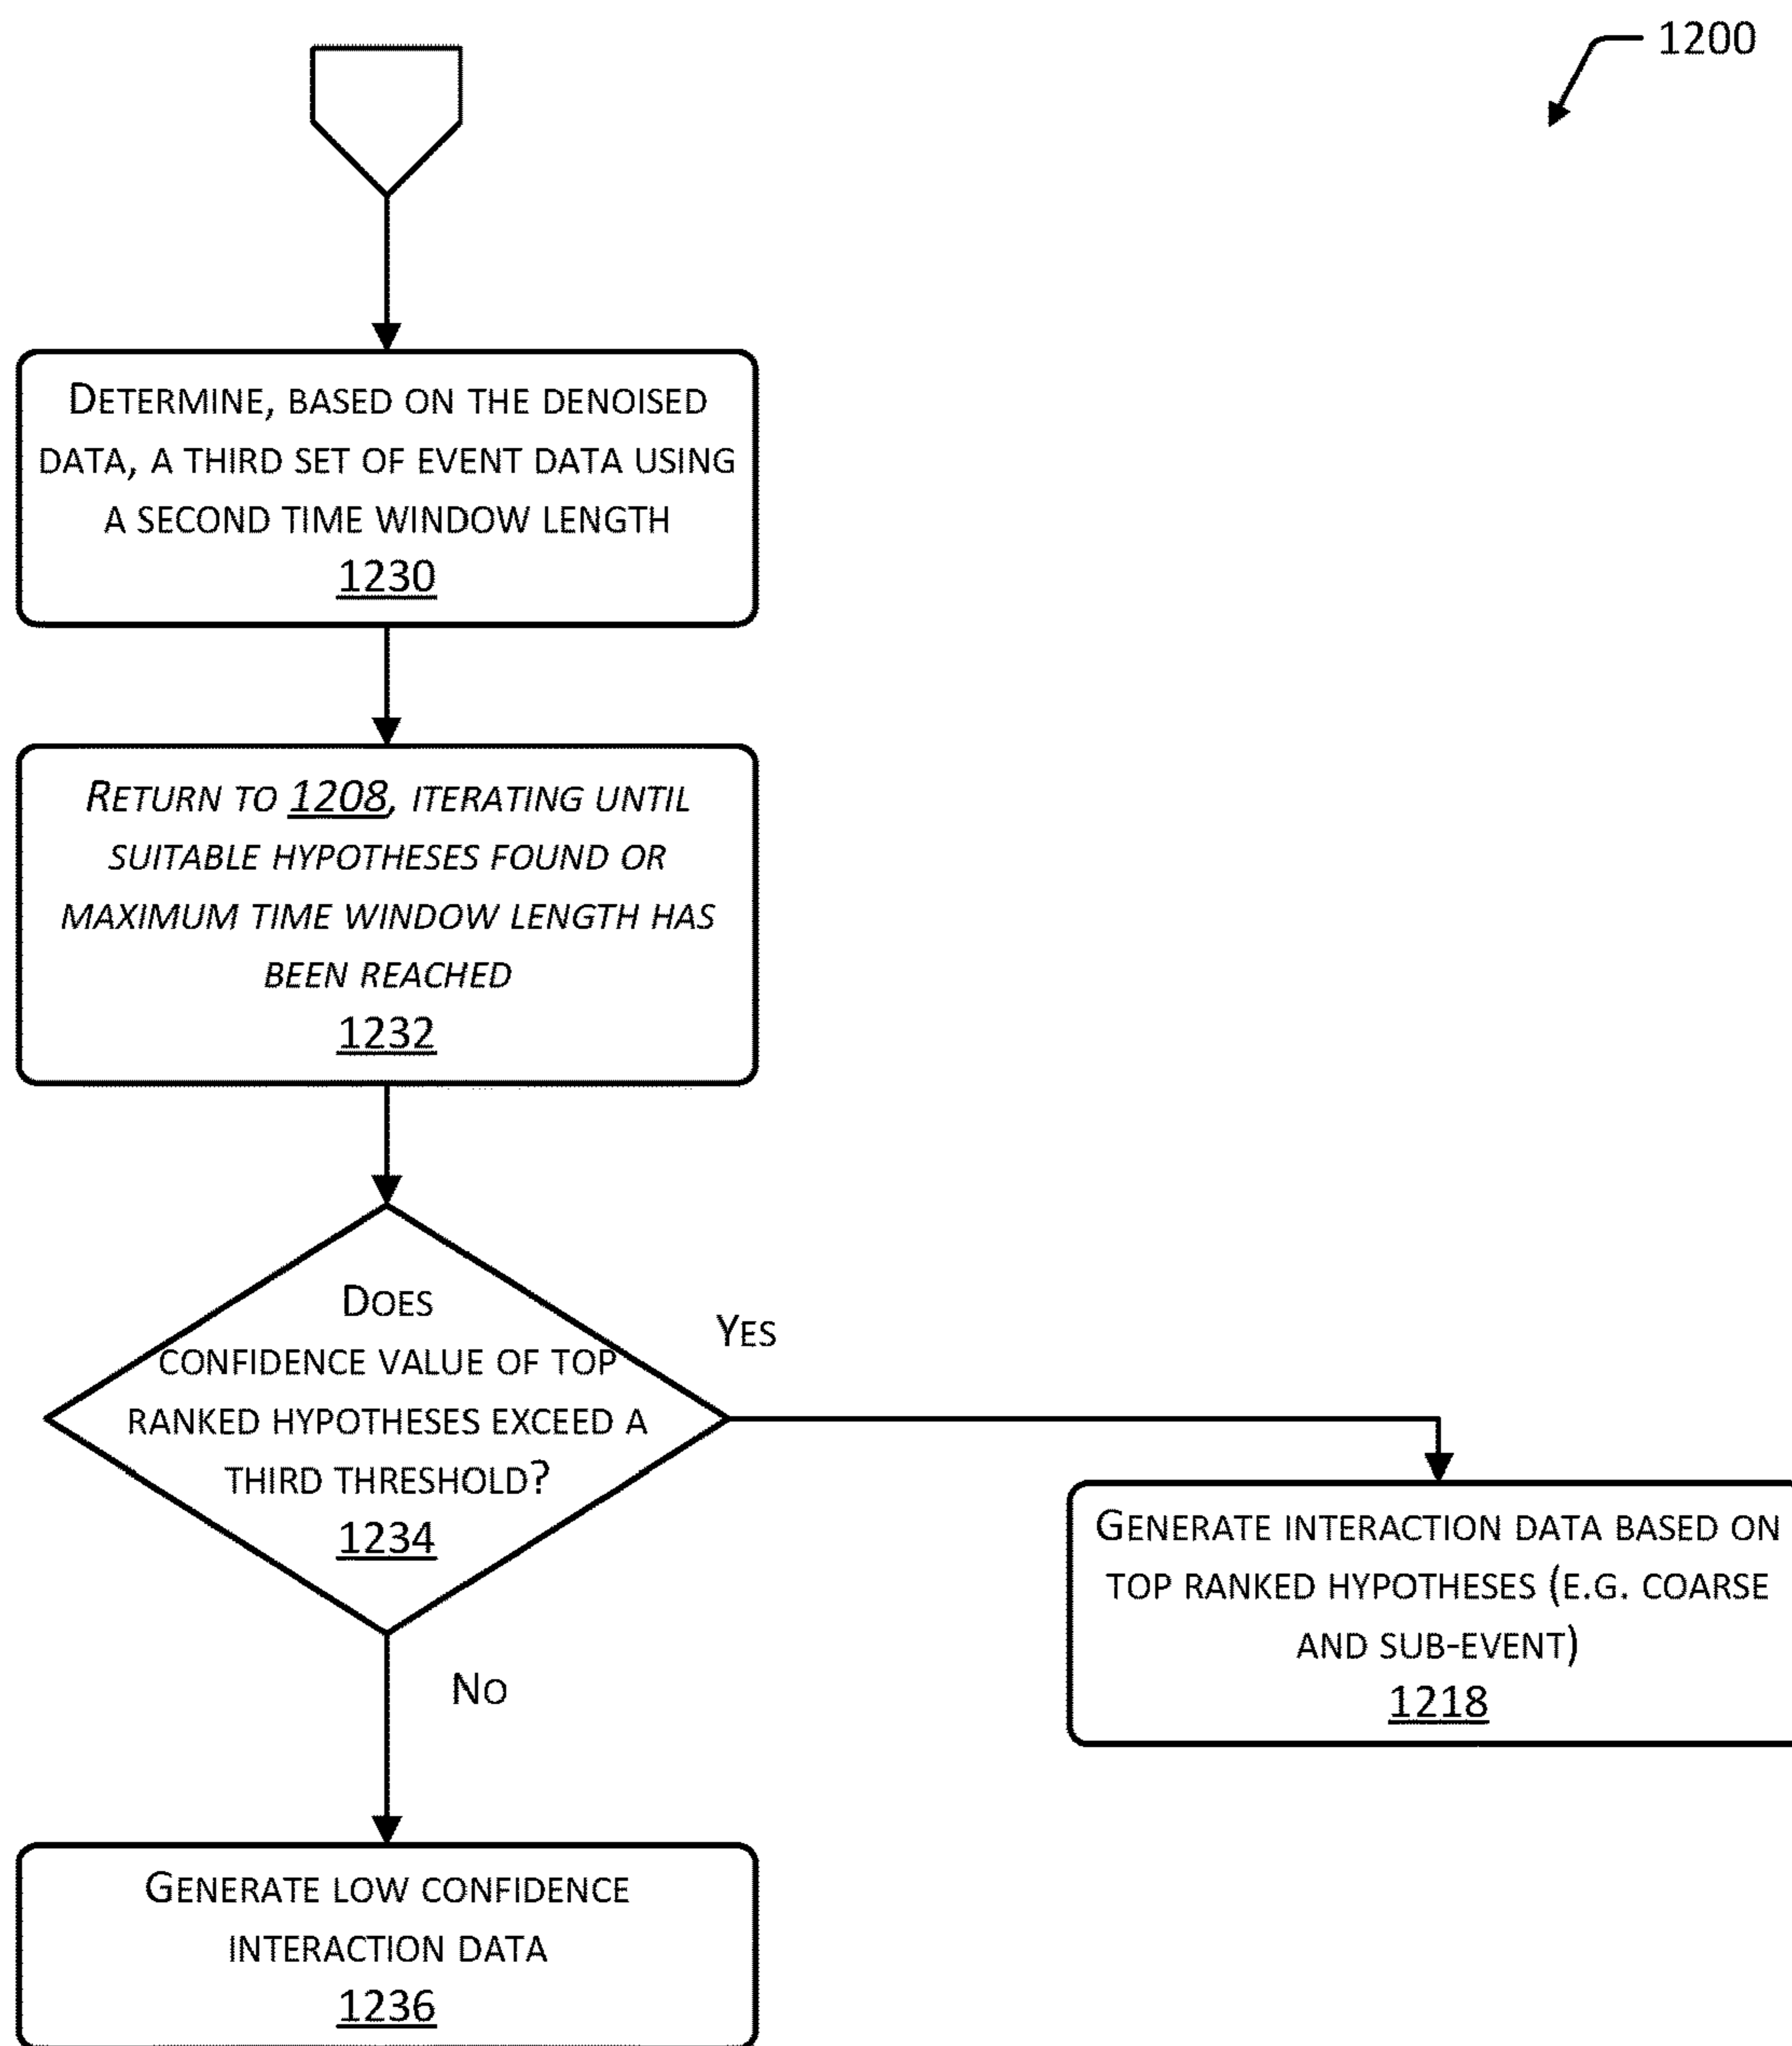 1200
DETERMINE, BASED ON THE DENOISED
DATA, A THIRD SET OF EVENT DATA USING
A SECOND TIME WINDOW LENGTH
1230
RETURN TO 1208, ITERATING UNTIL
SUITABLE HYPOTHESES FOUND OR
MAXIMUM TIME WINDOW LENGTH HAS
BEEN REACHED
1232
DOES
CONFIDENCE VALUE OF TOP
RANKED HYPOTHESES EXCEED A
THIRD THRESHOLD?
1234
YES
GENERATE INTERACTION DATA BASED ON
TOP RANKED HYPOTHESES (E.G. COARSE
AND SUB-EVENT)
1218
NO
GENERATE LOW CONFIDENCE
INTERACTION DATA
1236